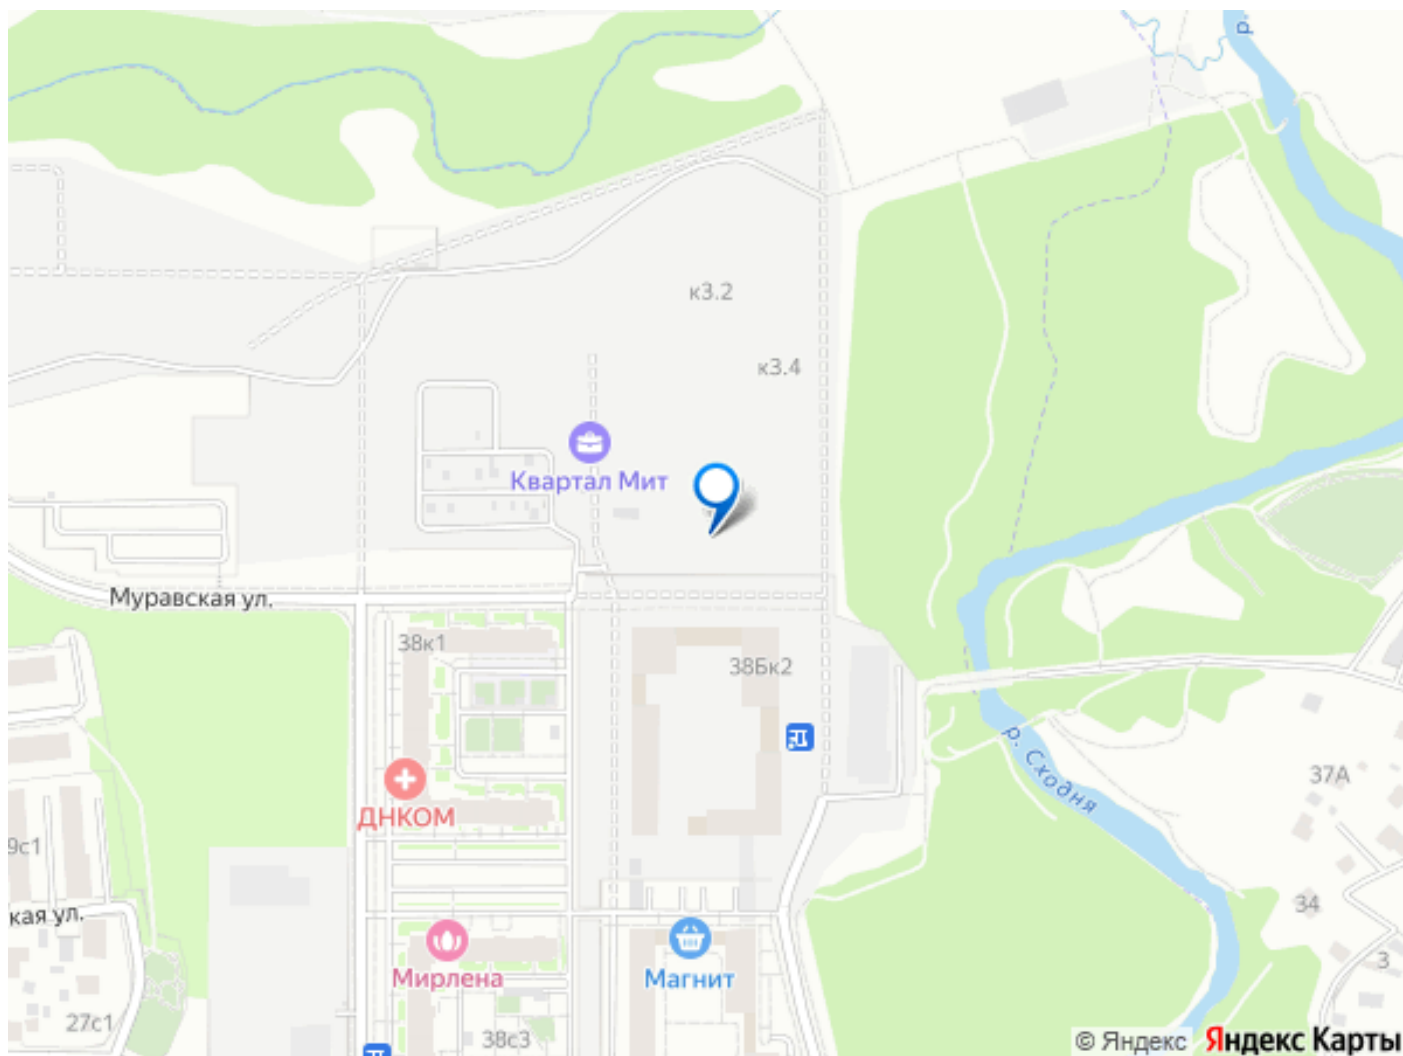 р.
к3.2
к3.4
Квартал Мит
Муравская ул.
38к1
38Бк2
р. Сходня
37А
ДНКОМ
9с1
34
кая ул.
Мирлена
Магнит
3
27с1
38с3
© Яндекс Яндекс Карты